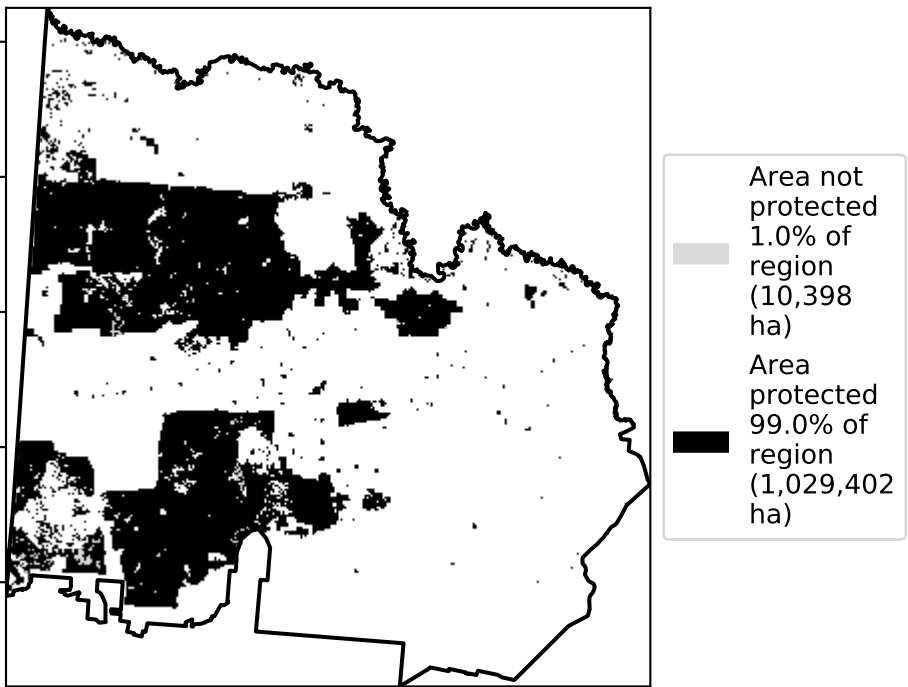 Area not
protected
1.0% of
region
(10,398
ha)
Area
protected
99.0% of
region
(1,029,402
ha)